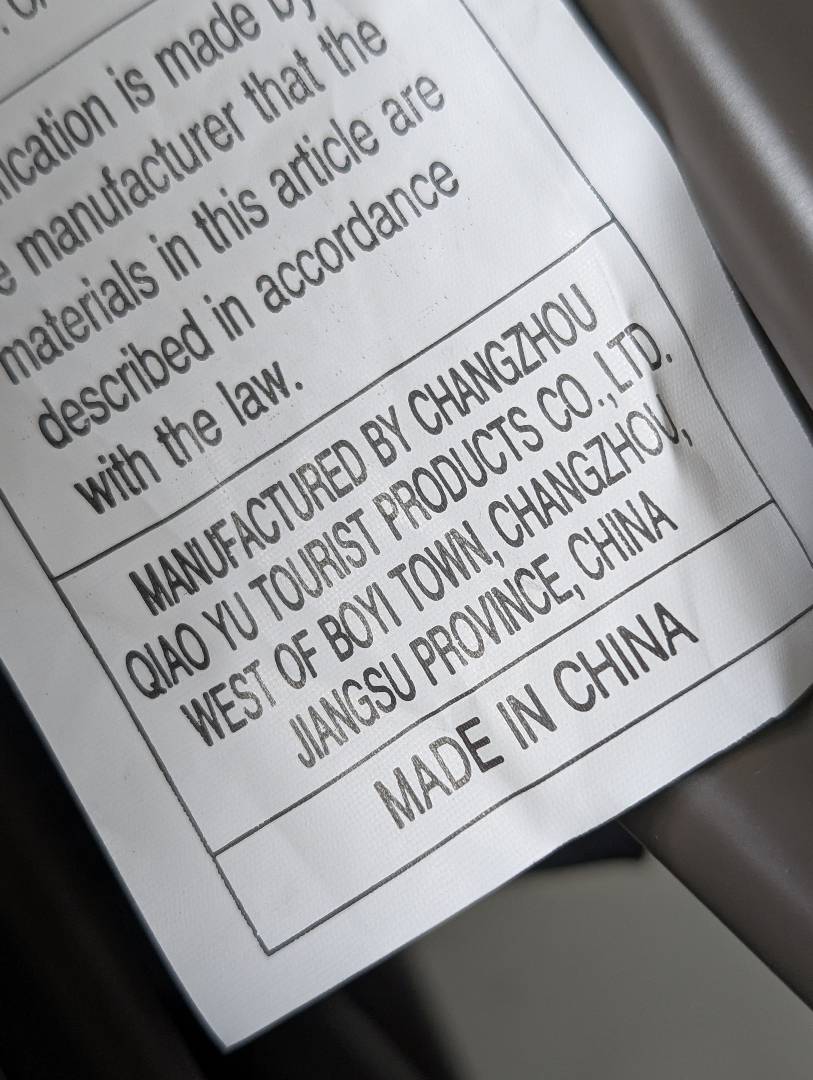 is made by
manufacturer that the
materials in this article are
described in accordance
with the law.
MANUFACTURED BY CHANGZHOU
QIAO YU TOURIST PRODUCTS CO.,LTD.
WEST OF BOYI TOWN, CHANGZHOU,
JIANGSU PROVINCE, CHINA
MADE IN CHINA